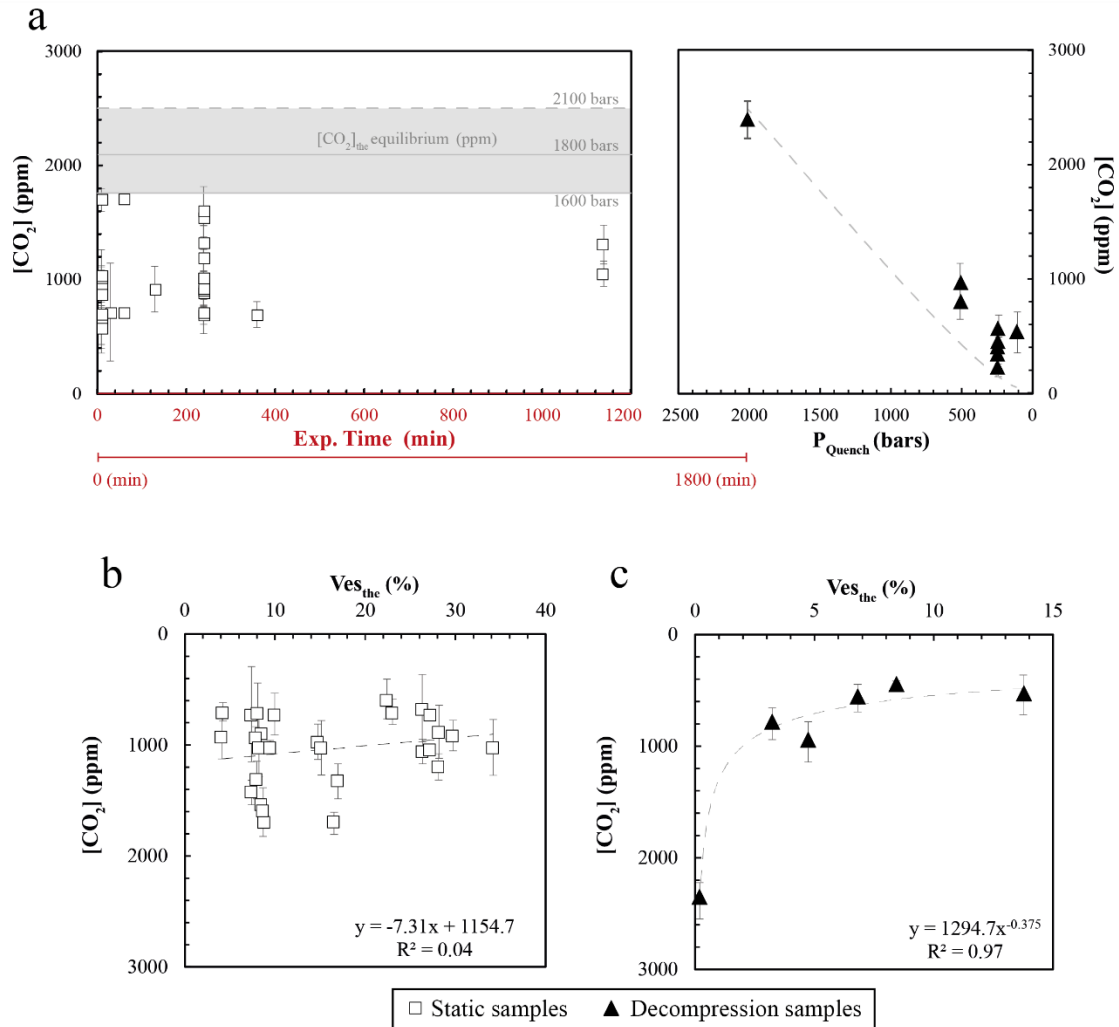 a
3000
2000
1000
0
[CO2] (ppm)
2100 bars
[CO2]the equilibrium (ppm)
1800 bars
1600 bars
0 200 400 600 800 1000 1200
Exp. Time (min)
0 (min) 1800 (min)
3000
2000
1000
0
[CO2] (ppm)
2500 2000 1500 1000 500 0
PQuench (bars)
b
Vesthe (%)
0 10 20 30 40
0
1000
2000
3000
[CO2] (ppm)
y = -7.31x + 1154.7
R² = 0.04
c
Vesthe (%)
0 5 10 15
0
1000
2000
3000
[CO2] (ppm)
y = 1294.7x-0.375
R² = 0.97
Static samples Decompression samples